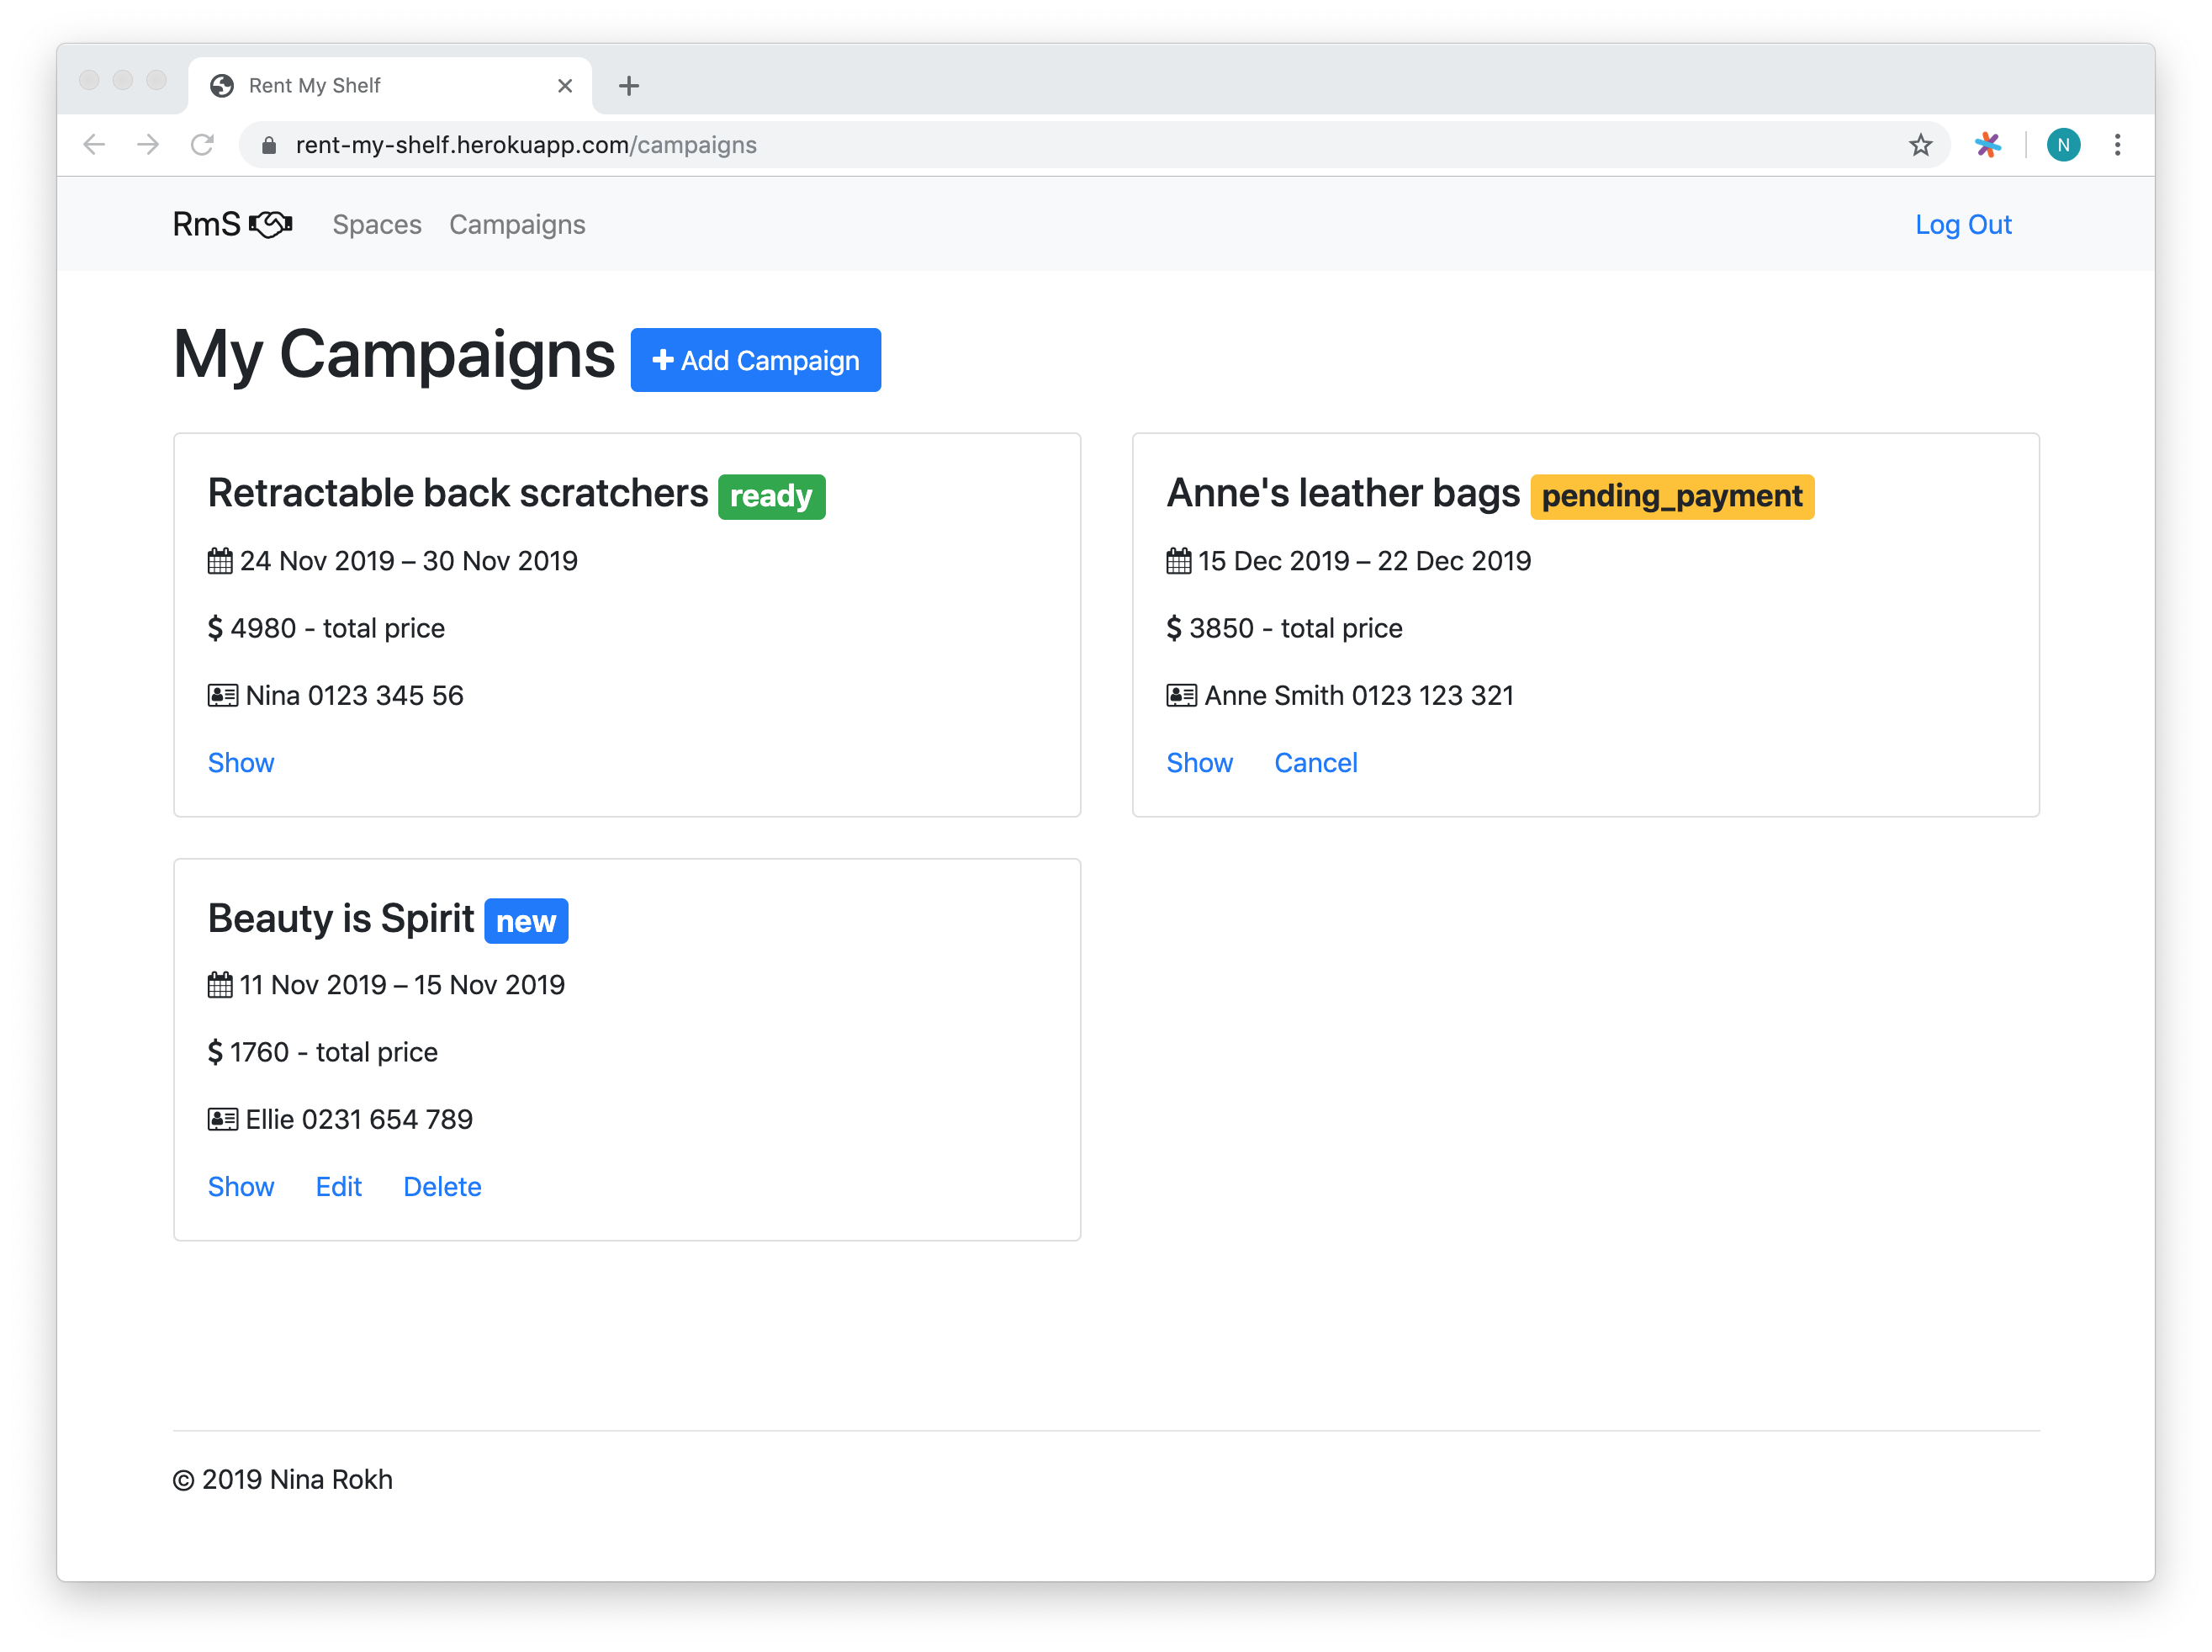 Rent My Shelf
rent-my-shelf.herokuapp.com/campaigns
N
RmS Spaces Campaigns Log Out
My Campaigns Add Campaign
Retractable back scratchers ready
24 Nov 2019 – 30 Nov 2019
$ 4980 - total price
Nina 0123 345 56
Show
Anne's leather bags pending_payment
15 Dec 2019 – 22 Dec 2019
$ 3850 - total price
Anne Smith 0123 123 321
Show Cancel
Beauty is Spirit new
11 Nov 2019 – 15 Nov 2019
$ 1760 - total price
Ellie 0231 654 789
Show Edit Delete
© 2019 Nina Rokh